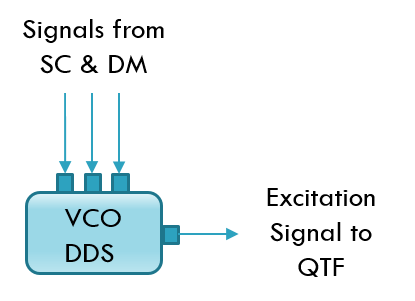 Signals from
SC & DM
VCO
DDS
Excitation
Signal to
QTF